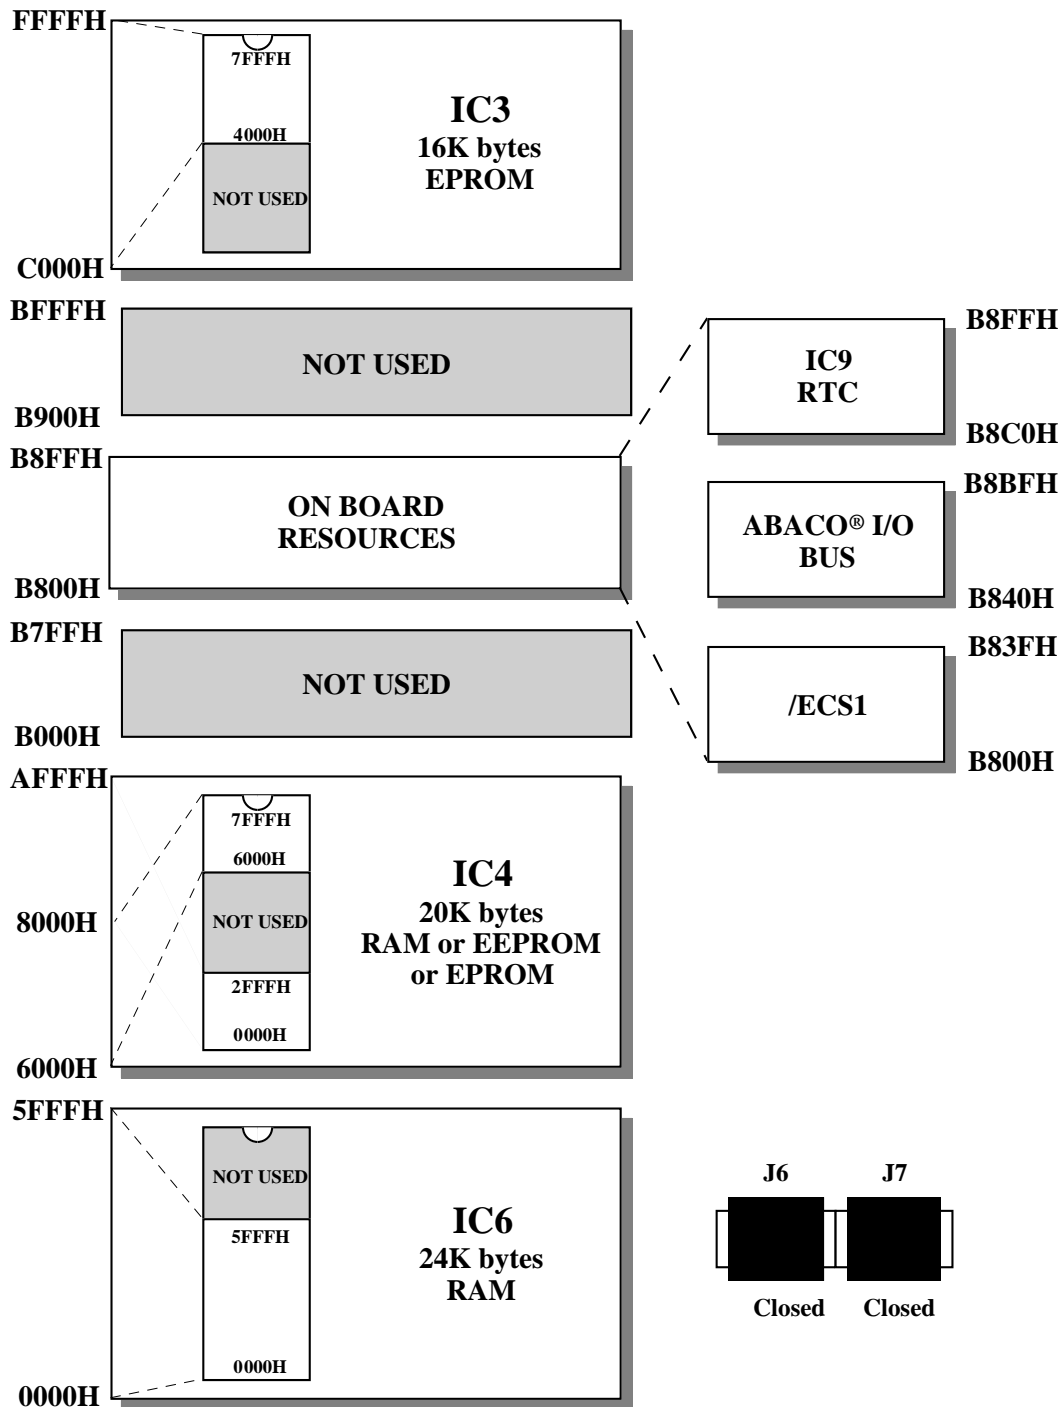 FFFFH
7FFFH
4000H
NOT USED
IC3
16K bytes
EPROM
C000H
BFFFH
NOT USED
B900H
B8FFH
ON BOARD
RESOURCES
B800H
B8FFH
IC9
RTC
B8C0H
B8BFH
ABACO® I/O
BUS
B840H
B83FH
/ECS1
B800H
B7FFH
NOT USED
B000H
AFFFH
7FFFH
6000H
NOT USED
2FFFH
0000H
IC4
20K bytes
RAM or EEPROM
or EPROM
8000H
6000H
5FFFH
NOT USED
5FFFH
0000H
IC6
24K bytes
RAM
0000H
J6 J7
Closed Closed